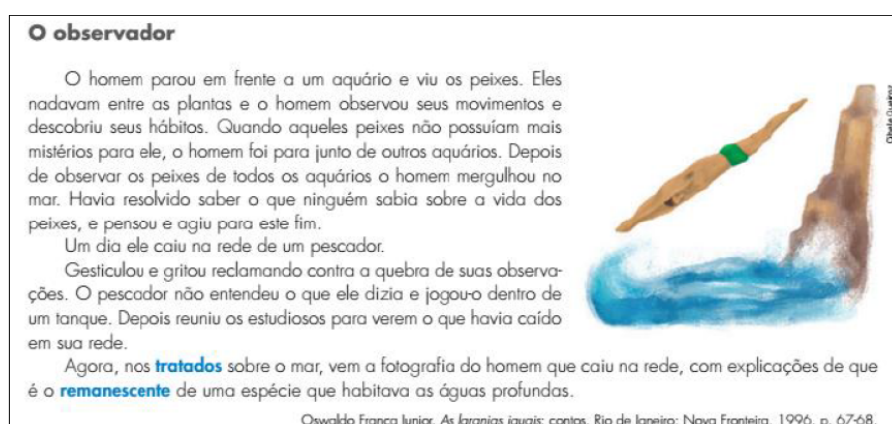 O observador
O homem parou em frente a um aquário e viu os peixes. Eles
nadavam entre as plantas e o homem observou seus movimentos e
descobriu seus hábitos. Quando aqueles peixes não possuíam mais
mistérios para ele, o homem foi para junto de outros aquários. Depois
de observar os peixes de todos os aquários o homem mergulhou no
mar. Havia resolvido saber o que ninguém sabia sobre a vida dos
peixes, e pensou e agiu para este fim.
Um dia ele caiu na rede de um pescador.
Gesticulou e gritou reclamando contra a quebra de suas observa-
ções. O pescador não entendeu o que ele dizia e jogou-o dentro de
um tanque. Depois reuniu os estudiosos para verem o que havia caído
em sua rede.
Agora, nos tratados sobre o mar, vem a fotografia do homem que caiu na rede, com explicações de que
é o remanescente de uma espécie que habitava as águas profundas.
Oswaldo França Junior. As laranjas iguais: contos. Rio de Janeiro: Nova Fronteira, 1996. p. 67-68.